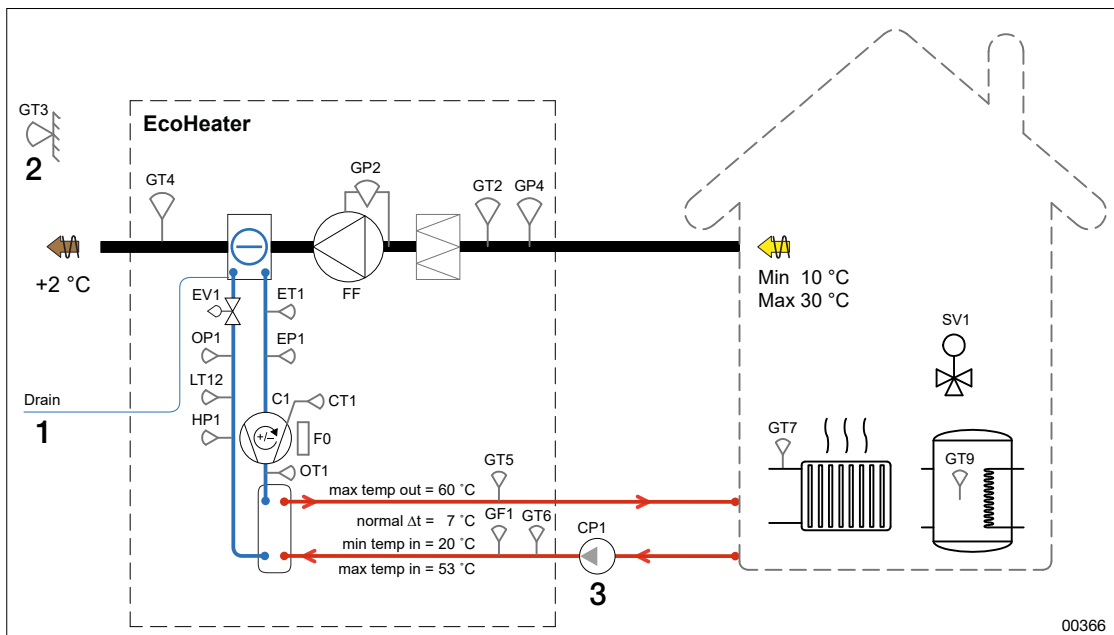 GT3
2
EcoHeater
GT4
GP2
GT2
GP4
+2 °C
FF
Min 10 °C
Max 30 °C
EV1
ET1
OP1
EP1
SV1
LT12
Drain
1
C1
CT1
HP1
+/–
F0
GT7
GT9
OT1
GT5
max temp out = 60 ˚C
normal Δt = 7 ˚C
GF1
GT6
min temp in = 20 ˚C
CP1
max temp in = 53 ˚C
3
00366